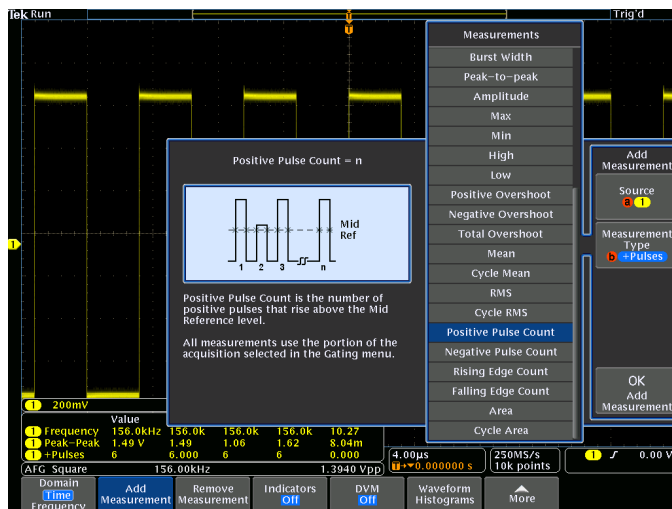 Tek Run
Trig'd
T
T
Measurements
Burst Width
Peak-to-peak
Amplitude
Max
Min
High
Low
Positive Overshoot
Negative Overshoot
Total Overshoot
Mean
Cycle Mean
RMS
Cycle RMS
Positive Pulse Count
Negative Pulse Count
Rising Edge Count
Falling Edge Count
Area
Cycle Area
Positive Pulse Count = n
Mid
Ref
1 2 3 n
Positive Pulse Count is the number of
positive pulses that rise above the Mid
Reference level.
All measurements use the portion of the
acquisition selected in the Gating menu.
Add
Measurement
Source
a 1
Measurement
Type
b +Pulses
OK
Add
Measurement
1
1 200mV
Value
1 Frequency 156.0kHz 156.0k 156.0k 156.0k 10.27
1 Peak-Peak 1.49 V 1.49 1.06 1.62 8.04m
1 +Pulses 6 6.000 6 6 0.000
AFG Square 156.00kHz 1.3940 Vpp
4.00µs
T→▼0.000000 s
250MS/s
10k points
1 0.00 V
Domain
Time
Frequency
Add
Measurement
Remove
Measurement
Indicators
Off
DVM
Off
Waveform
Histograms
More